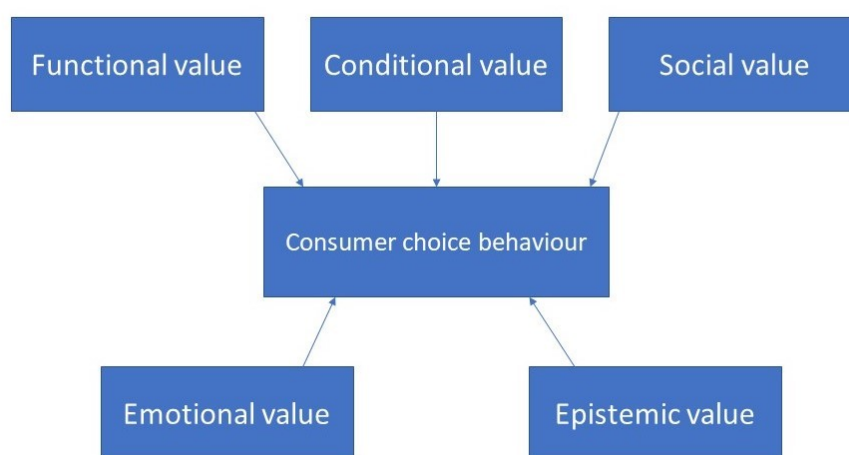 Functional value
Conditional value
Social value
Consumer choice behaviour
Emotional value
Epistemic value